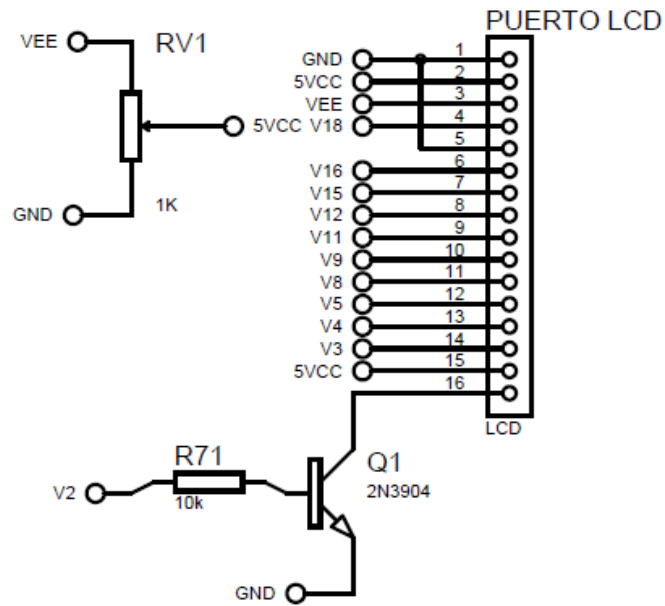 PUERTO LCD
VEE
RV1
5VCC
GND
1K
GND 1
5VCC 2
VEE 3
V18 4
5
V16 6
V15 7
V12 8
V11 9
V9 10
V8 11
V5 12
V4 13
V3 14
5VCC 15
16
LCD
R71
V2
10k
Q1
2N3904
GND